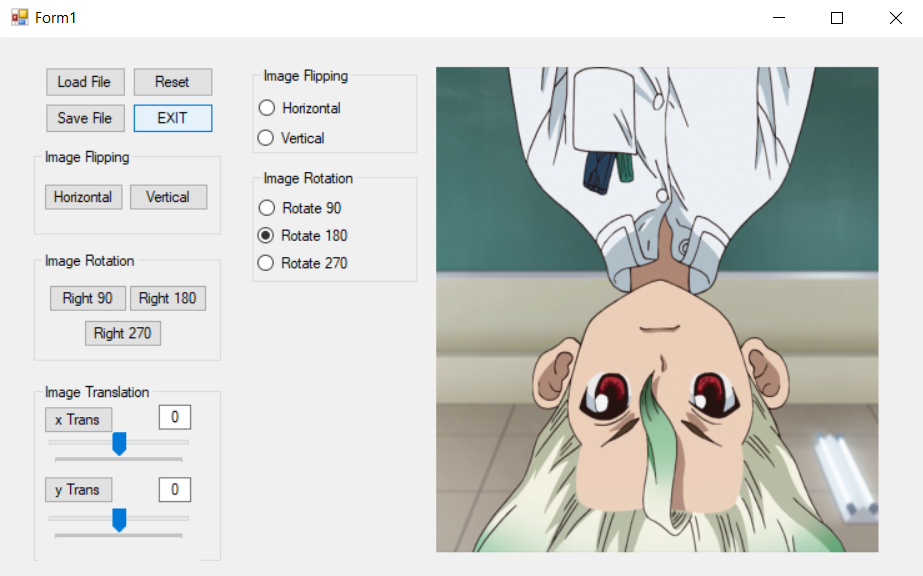 Form1
Load File
Reset
Save File
EXIT
Image Flipping
Horizontal
Vertical
Image Rotation
Right 90
Right 180
Right 270
Image Translation
x Trans
0
y Trans
0
Image Flipping
Horizontal
Vertical
Image Rotation
Rotate 90
Rotate 180
Rotate 270